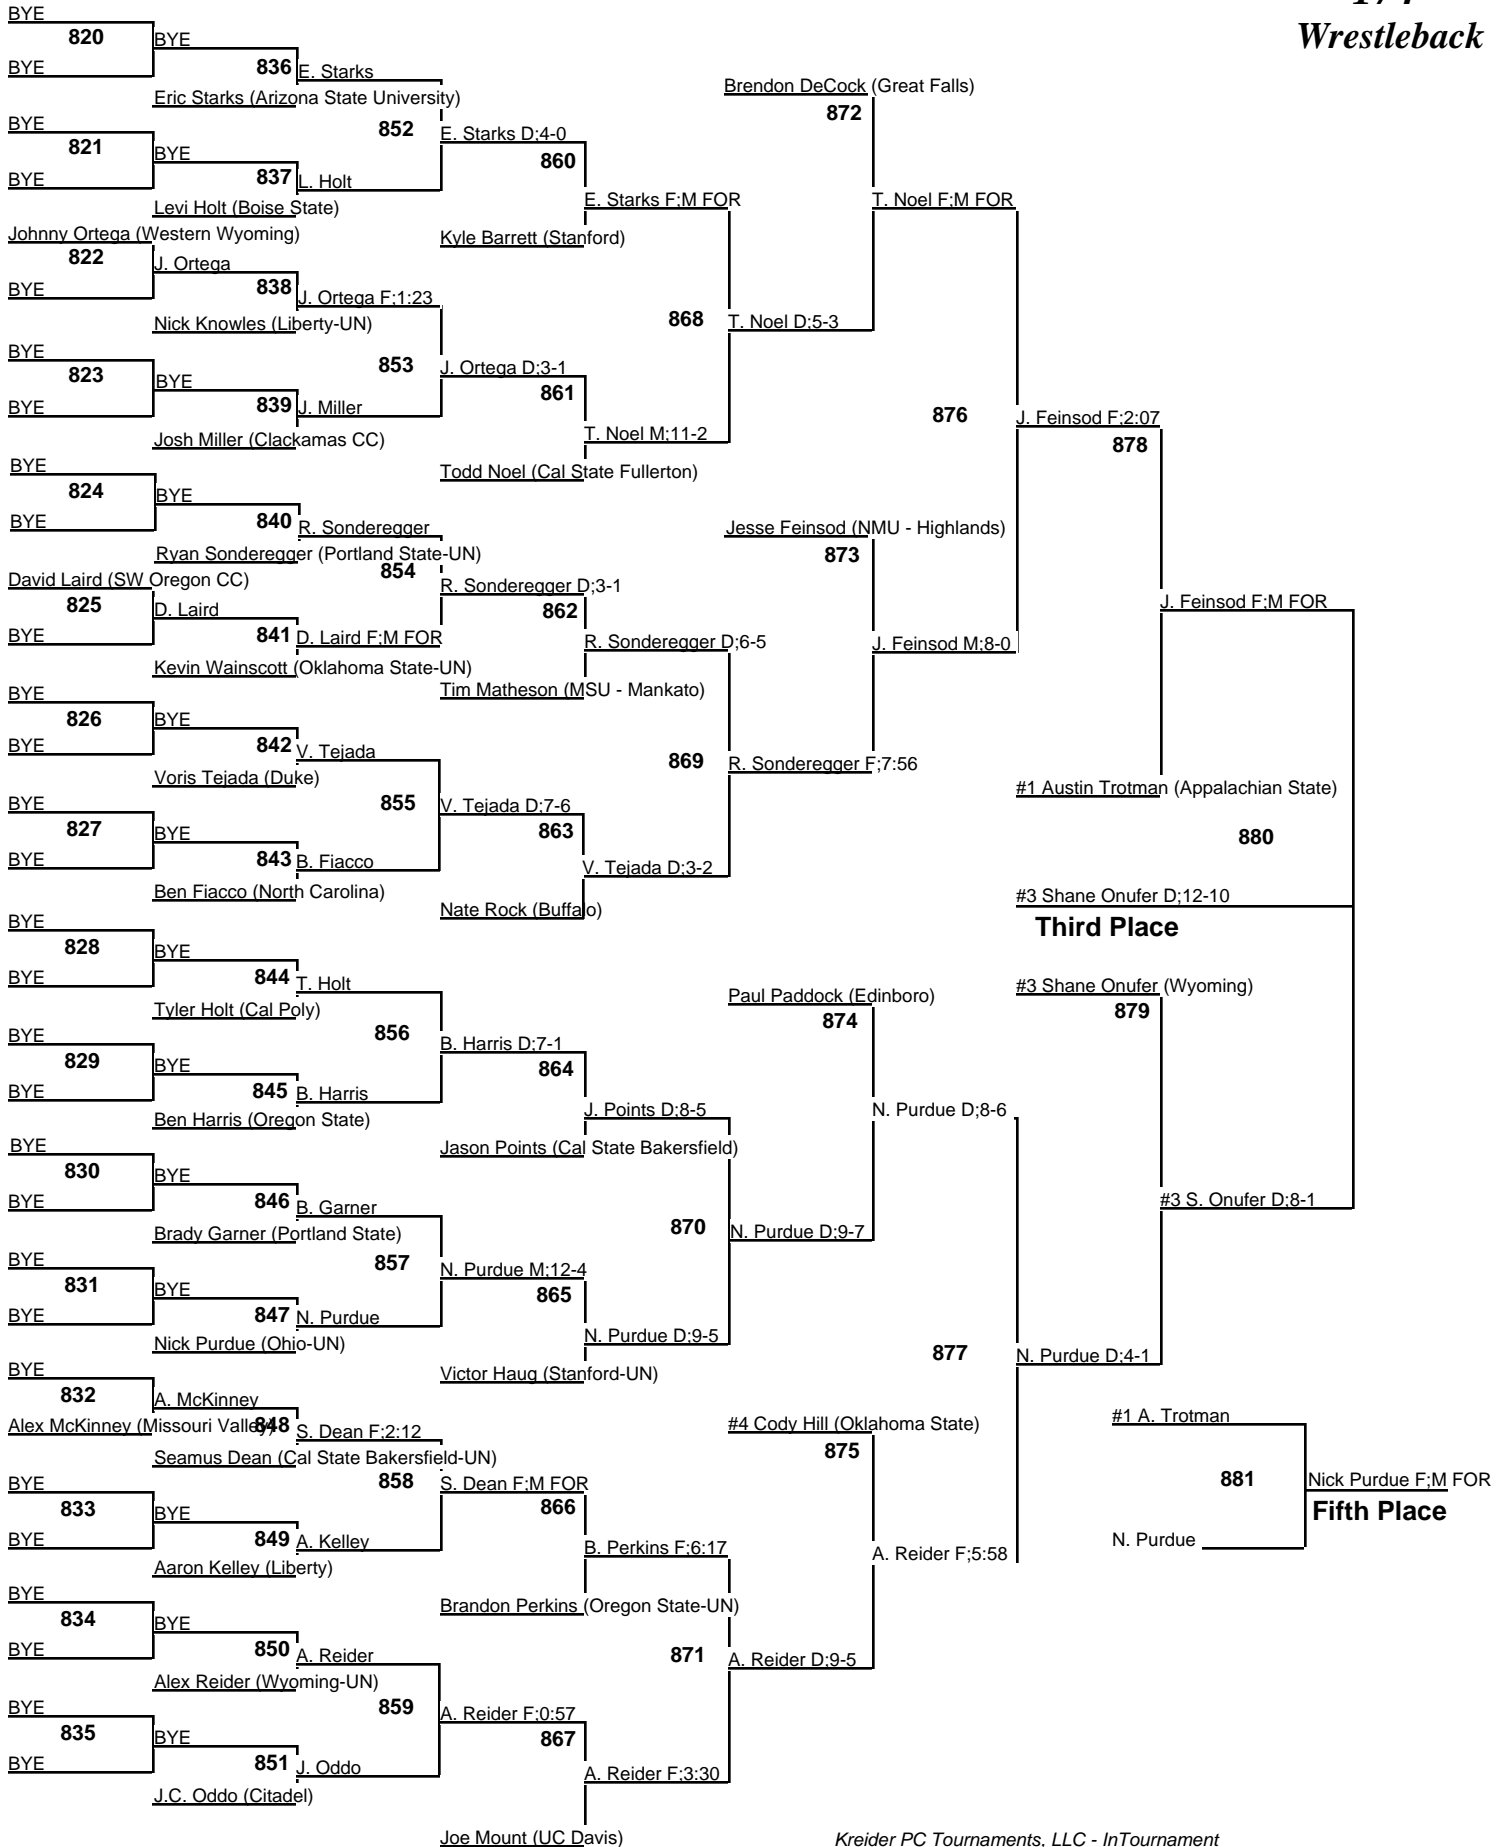 Wrestleback
BYE
820
BYE
BYE
836
E. Starks
Eric Starks (Arizona State University)
852
E. Starks D;4-0
BYE
821
BYE
BYE
837
L. Holt
Levi Holt (Boise State)
860
E. Starks F;M FOR
Kyle Barrett (Stanford)
Johnny Ortega (Western Wyoming)
822
BYE
J. Ortega
838
J. Ortega F;1:23
Nick Knowles (Liberty-UN)
853
J. Ortega D;3-1
BYE
823
BYE
BYE
839
J. Miller
Josh Miller (Clackamas CC)
861
T. Noel M;11-2
Todd Noel (Cal State Fullerton)
868
T. Noel D;5-3
Brendon DeCock (Great Falls)
872
T. Noel F;M FOR
BYE
824
BYE
BYE
840
R. Sonderegger
Ryan Sonderegger (Portland State-UN)
854
R. Sonderegger D;3-1
David Laird (SW Oregon CC)
825
BYE
D. Laird
841
D. Laird F;M FOR
Kevin Wainscott (Oklahoma State-UN)
862
R. Sonderegger D;6-5
Tim Matheson (MSU - Mankato)
BYE
826
BYE
BYE
842
V. Tejada
Voris Tejada (Duke)
855
V. Tejada D;7-6
BYE
827
BYE
BYE
843
B. Fiacco
Ben Fiacco (North Carolina)
863
V. Tejada D;3-2
Nate Rock (Buffalo)
869
R. Sonderegger F;7:56
Jesse Feinsod (NMU - Highlands)
873
J. Feinsod M;8-0
876
J. Feinsod F;2:07
878
J. Feinsod F;M FOR
#1 Austin Trotman (Appalachian State)
880
#3 Shane Onufer D;12-10
Third Place
BYE
828
BYE
BYE
844
T. Holt
Tyler Holt (Cal Poly)
856
B. Harris D;7-1
BYE
829
BYE
BYE
845
B. Harris
Ben Harris (Oregon State)
864
J. Points D;8-5
Jason Points (Cal State Bakersfield)
BYE
830
BYE
BYE
846
B. Garner
Brady Garner (Portland State)
857
N. Purdue M;12-4
BYE
831
BYE
BYE
847
N. Purdue
Nick Purdue (Ohio-UN)
865
N. Purdue D;9-5
Victor Haug (Stanford-UN)
870
N. Purdue D;9-7
Paul Paddock (Edinboro)
874
N. Purdue D;8-6
#3 Shane Onufer (Wyoming)
879
#3 S. Onufer D;8-1
BYE
832
Alex McKinney (Missouri Valley)
A. McKinney
848
S. Dean F;2:12
Seamus Dean (Cal State Bakersfield-UN)
858
S. Dean F;M FOR
BYE
833
BYE
BYE
849
A. Kelley
Aaron Kelley (Liberty)
866
B. Perkins F;6:17
Brandon Perkins (Oregon State-UN)
BYE
834
BYE
BYE
850
A. Reider
Alex Reider (Wyoming-UN)
859
A. Reider F;0:57
BYE
835
BYE
BYE
851
J. Oddo
J.C. Oddo (Citadel)
867
A. Reider F;3:30
Joe Mount (UC Davis)
871
A. Reider D;9-5
#4 Cody Hill (Oklahoma State)
875
A. Reider F;5:58
877
N. Purdue D;4-1
#1 A. Trotman
881
N. Purdue
Nick Purdue F;M FOR
Fifth Place
Kreider PC Tournaments, LLC - InTournament